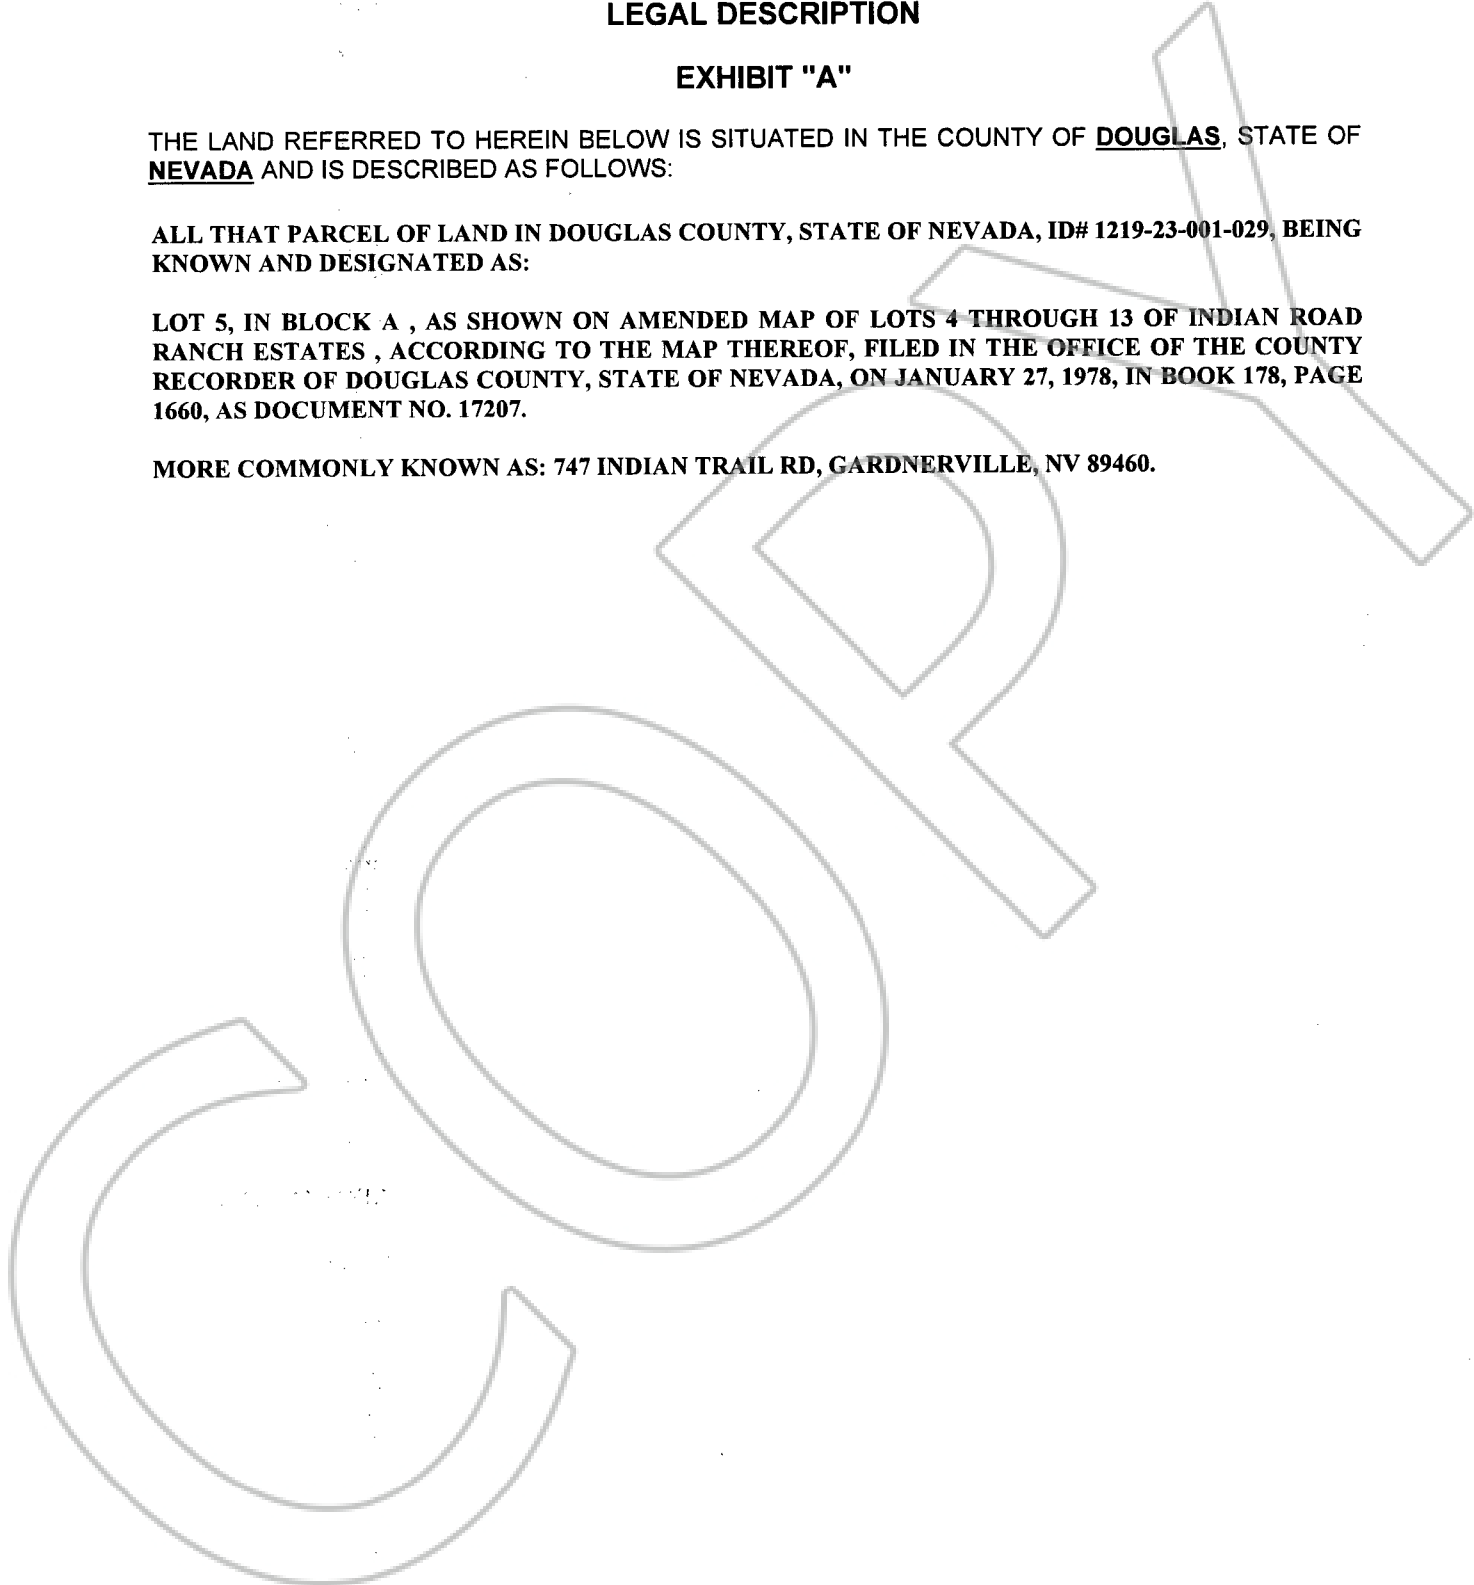 LEGAL DESCRIPTION
EXHIBIT "A"
THE LAND REFERRED TO HEREIN BELOW IS SITUATED IN THE COUNTY OF DOUGLAS, STATE OF
NEVADA AND IS DESCRIBED AS FOLLOWS:
ALL THAT PARCEL OF LAND IN DOUGLAS COUNTY, STATE OF NEVADA, ID# 1219-23-001-029, BEING
KNOWN AND DESIGNATED AS:
LOT 5, IN BLOCK A , AS SHOWN ON AMENDED MAP OF LOTS 4 THROUGH 13 OF INDIAN ROAD
RANCH ESTATES , ACCORDING TO THE MAP THEREOF, FILED IN THE OFFICE OF THE COUNTY
RECORDER OF DOUGLAS COUNTY, STATE OF NEVADA, ON JANUARY 27, 1978, IN BOOK 178, PAGE
1660, AS DOCUMENT NO. 17207.
MORE COMMONLY KNOWN AS: 747 INDIAN TRAIL RD, GARDNERVILLE, NV 89460.
COPY